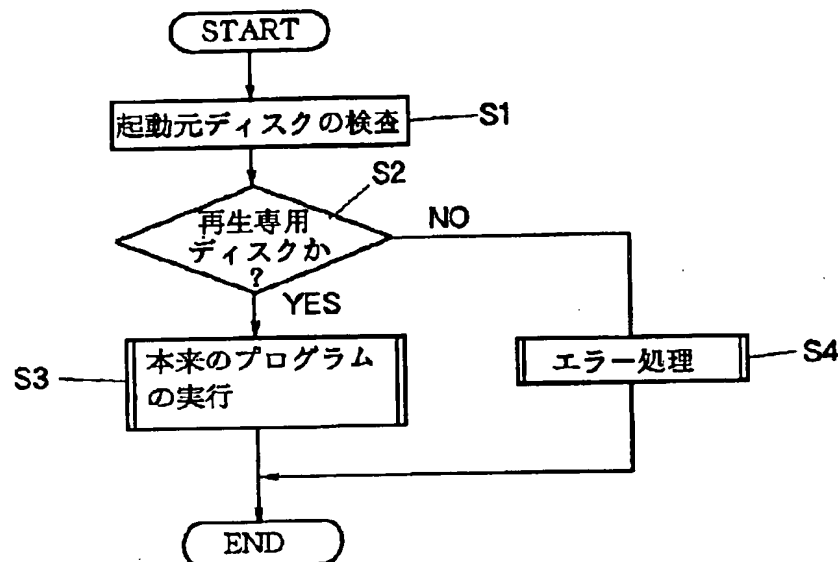 START
起動元ディスクの検査
S1
S2
再生専用
ディスクか
?
NO
YES
S3
本来のプログラム
の実行
エラー処理
S4
END